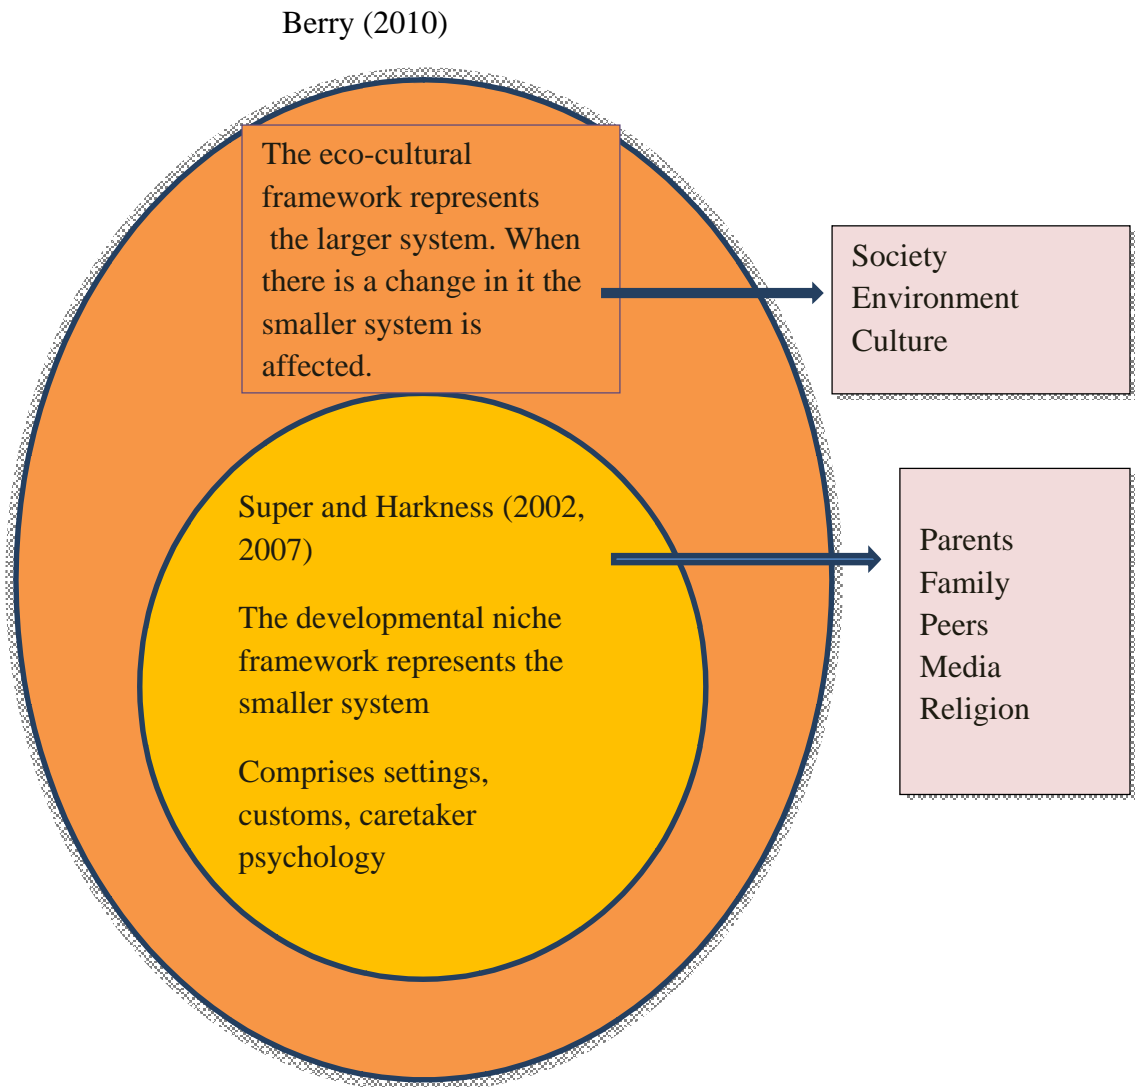 Berry (2010)
The eco-cultural
framework represents
the larger system. When
there is a change in it the
smaller system is
affected.
Society
Environment
Culture
Super and Harkness (2002,
2007)
The developmental niche
framework represents the
smaller system
Comprises settings,
customs, caretaker
psychology
Parents
Family
Peers
Media
Religion